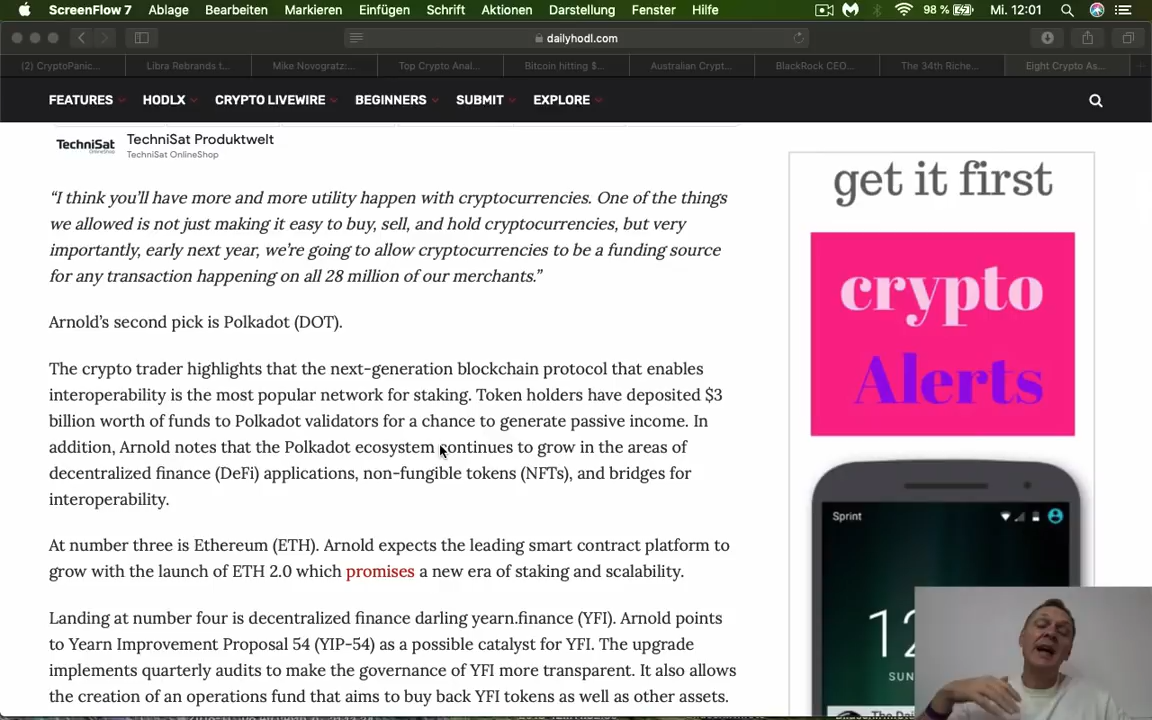 ScreenFlow 7 Ablage Bearbeiten Markieren Einfügen Schrift Aktionen Darstellung Fenster Hilfe 98 % Mi. 12:01
dailyhodl.com
(2) CryptoPanic... Libra Rebrands t... Mike Novogratz:... Top Crypto Anal... Bitcoin hitting $... Australian Crypt... BlackRock CEO... The 34th Riche... Eight Crypto As...
FEATURES HODLX CRYPTO LIVEWIRE BEGINNERS SUBMIT EXPLORE
TechniSat
TechniSat Produktwelt
TechniSat OnlineShop
“I think you’ll have more and more utility happen with cryptocurrencies. One of the things
we allowed is not just making it easy to buy, sell, and hold cryptocurrencies, but very
importantly, early next year, we’re going to allow cryptocurrencies to be a funding source
for any transaction happening on all 28 million of our merchants.”
Arnold’s second pick is Polkadot (DOT).
The crypto trader highlights that the next-generation blockchain protocol that enables
interoperability is the most popular network for staking. Token holders have deposited $3
billion worth of funds to Polkadot validators for a chance to generate passive income. In
addition, Arnold notes that the Polkadot ecosystem continues to grow in the areas of
decentralized finance (DeFi) applications, non-fungible tokens (NFTs), and bridges for
interoperability.
At number three is Ethereum (ETH). Arnold expects the leading smart contract platform to
grow with the launch of ETH 2.0 which promises a new era of staking and scalability.
Landing at number four is decentralized finance darling yearn.finance (YFI). Arnold points
to Yearn Improvement Proposal 54 (YIP-54) as a possible catalyst for YFI. The upgrade
implements quarterly audits to make the governance of YFI more transparent. It also allows
the creation of an operations fund that aims to buy back YFI tokens as well as other assets.
get it first
crypto
Alerts
Sprint
12
SUN